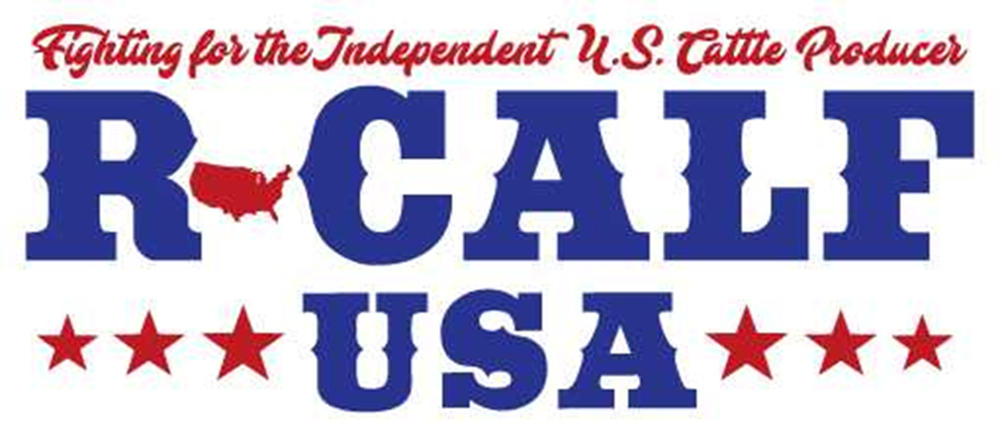 Fighting for the Independent U.S. Cattle Producer
R-CALF
USA